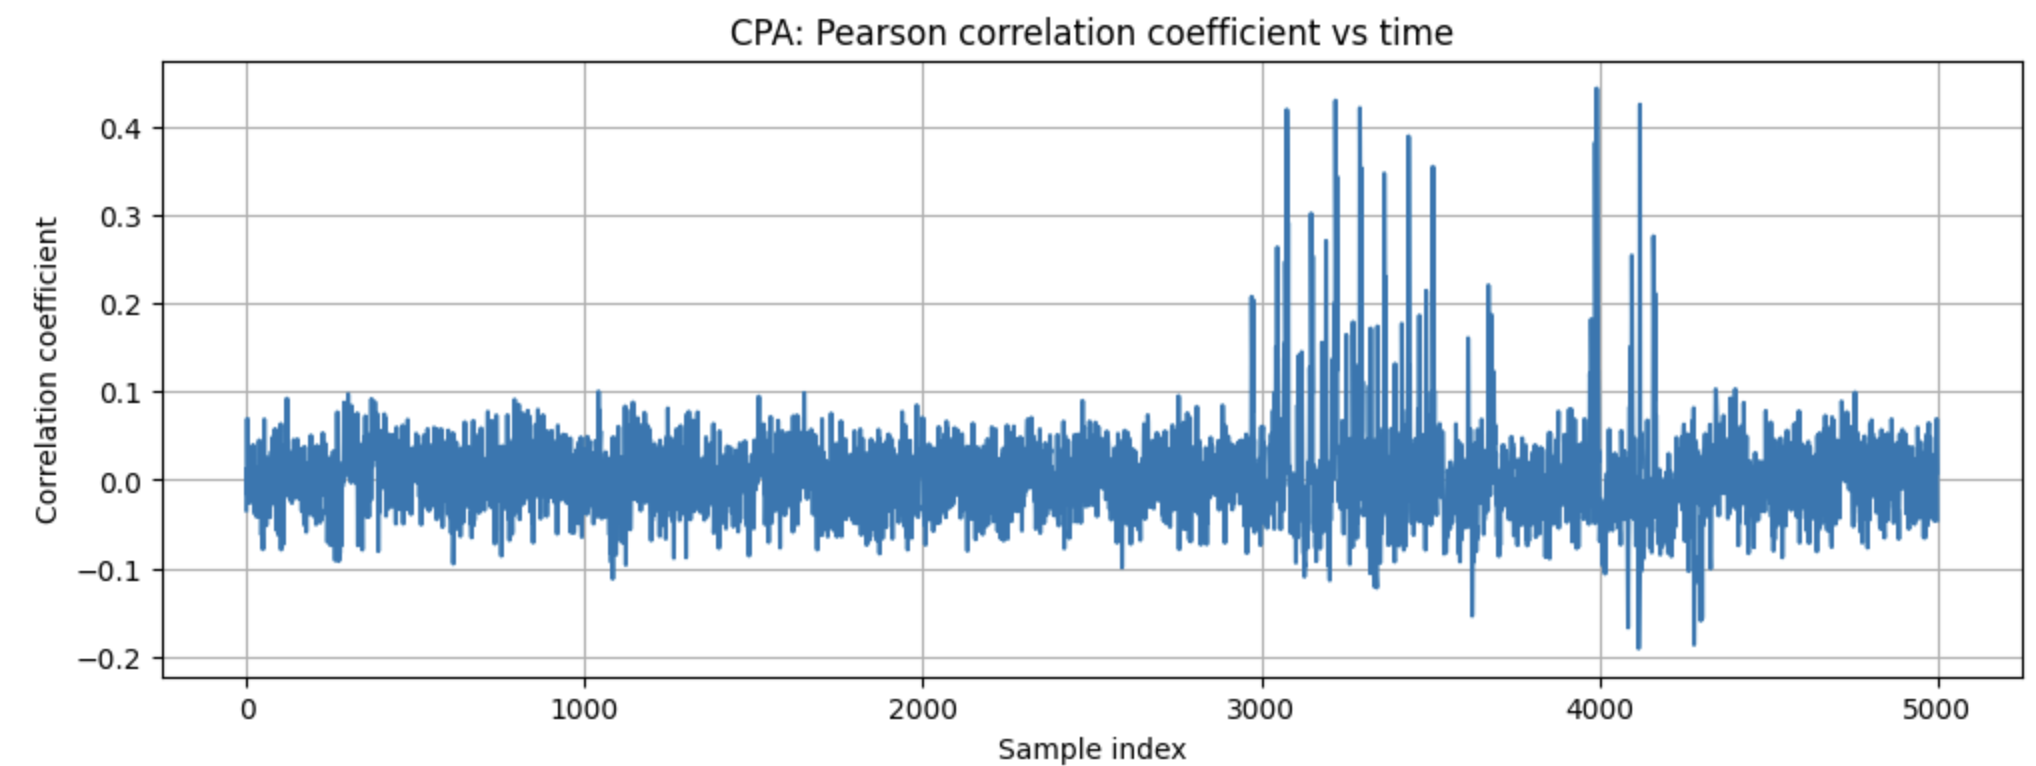 CPA: Pearson correlation coefficient vs time
Correlation coefficient
0.4
0.3
0.2
0.1
0.0
−0.1
−0.2
0 1000 2000 3000 4000 5000
Sample index